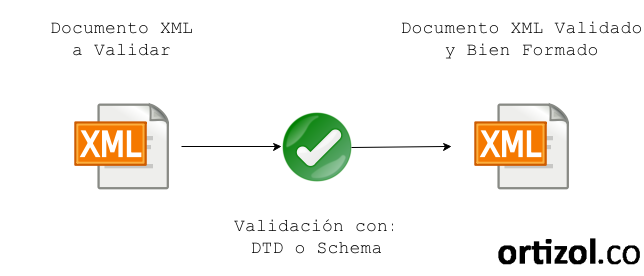 Documento XML
a Validar
Documento XML Validado
y Bien Formado
XML
XML
Validación con:
DTD o Schema
ortizol.co